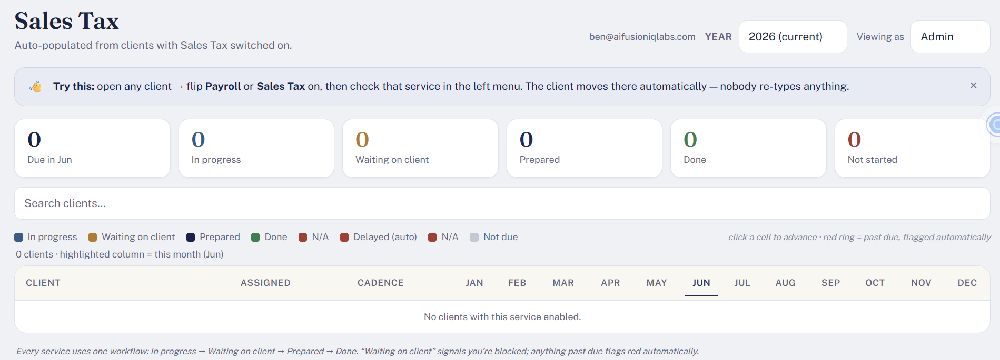 Sales Tax
Auto-populated from clients with Sales Tax switched on.
ben@aifusioniqlabs.com YEAR 2026 (current) Viewing as Admin
Try this: open any client → flip Payroll or Sales Tax on, then check that service in the left menu. The client moves there automatically — nobody re-types anything. ×
0
Due in Jun
0
In progress
0
Waiting on client
0
Prepared
0
Done
0
Not started
Search clients...
In progress Waiting on client Prepared Done N/A Delayed (auto) N/A Not due
click a cell to advance · red ring = past due, flagged automatically
0 clients · highlighted column = this month (Jun)
CLIENT ASSIGNED CADENCE JAN FEB MAR APR MAY JUN JUL AUG SEP OCT NOV DEC
No clients with this service enabled.
Every service uses one workflow: In progress → Waiting on client → Prepared → Done. “Waiting on client” signals you’re blocked; anything past due flags red automatically.